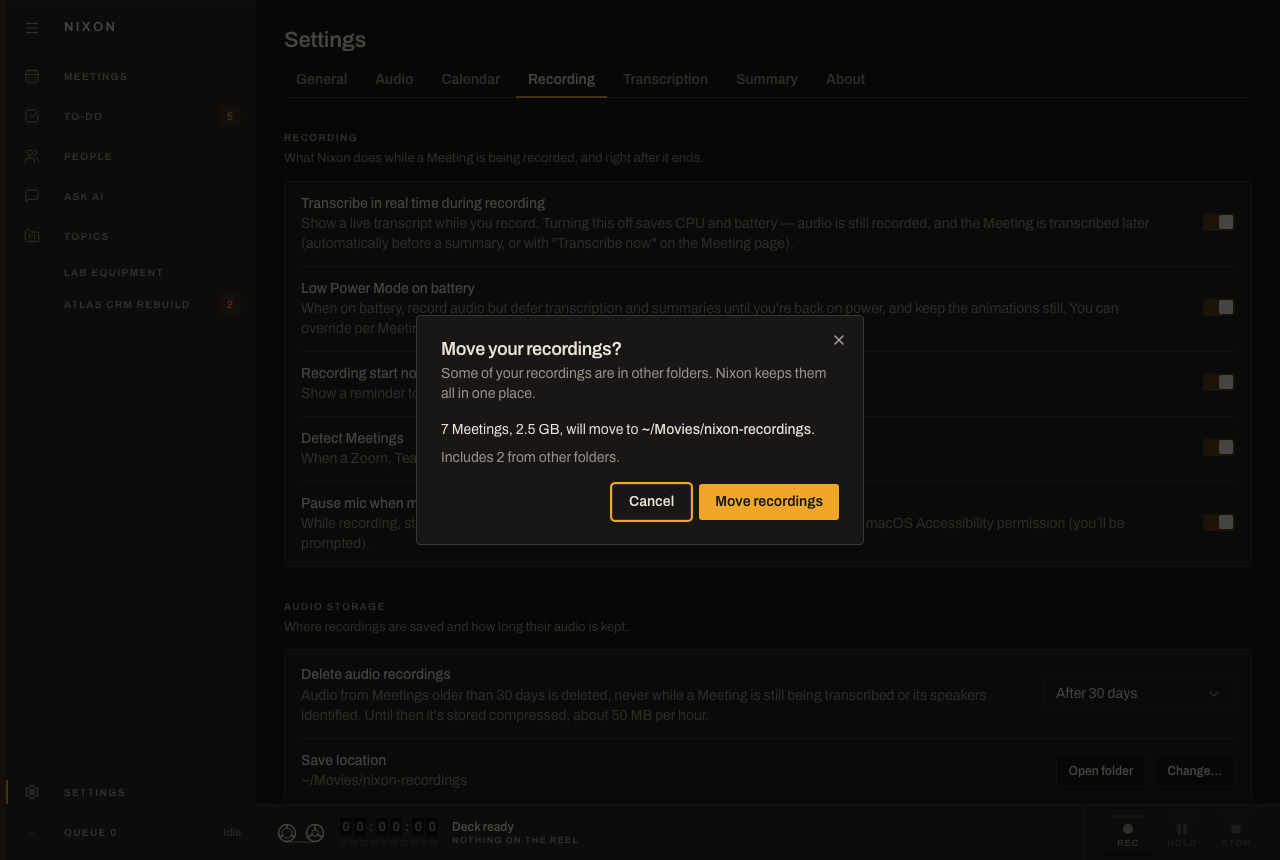 NIXON
MEETINGS
TO-DO 5
PEOPLE
ASK AI
TOPICS
LAB EQUIPMENT
ATLAS CRM REBUILD 2
SETTINGS
QUEUE 0 Idle
Settings
General Audio Calendar Recording Transcription Summary About
RECORDING
What Nixon does while a Meeting is being recorded, and right after it ends.
Transcribe in real time during recording
Show a live transcript while you record. Turning this off saves CPU and battery — audio is still recorded, and the Meeting is transcribed later
(automatically before a summary, or with "Transcribe now" on the Meeting page).
Low Power Mode on battery
When on battery, record audio but defer transcription and summaries until you're back on power, and keep the animations still. You can
override per
Recording start
Show a reminder
Detect Meetings
When a Zoom,
Pause mic when
While recording, macOS Accessibility permission (you'll be
prompted).
Move your recordings?
Some of your recordings are in other folders. Nixon keeps them
all in one place.
7 Meetings, 2.5 GB, will move to ~/Movies/nixon-recordings.
Includes 2 from other folders.
Cancel Move recordings
AUDIO STORAGE
Where recordings are saved and how long their audio is kept.
Delete audio recordings
Audio from Meetings older than 30 days is deleted, never while a Meeting is still being transcribed or its speakers
identified. Until then it's stored compressed, about 50 MB per hour.
After 30 days
Save location
~/Movies/nixon-recordings
Open folder Change...
00:00:00
Deck ready
NOTHING ON THE REEL
REC HOLD STOP